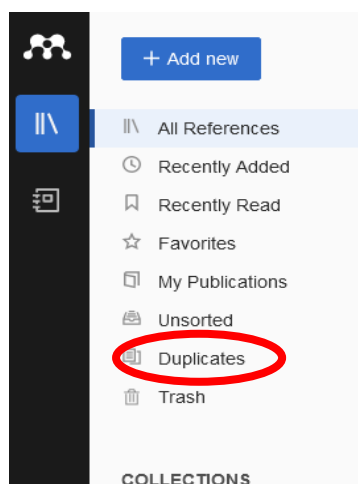 + Add new
All References
Recently Added
Recently Read
Favorites
My Publications
Unsorted
Duplicates
Trash
COLLECTIONS